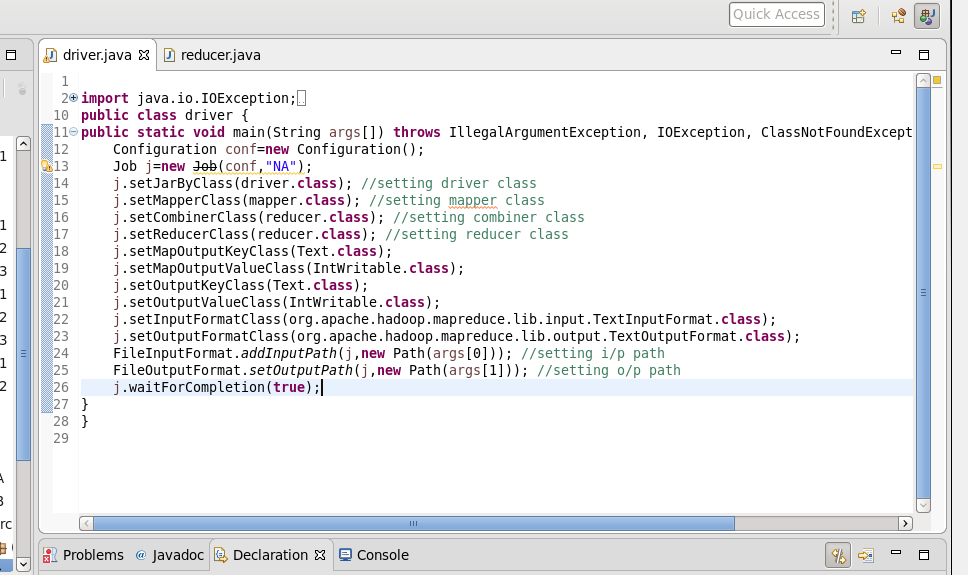 Quick Access
driver.java
reducer.java
1
2 import java.io.IOException;
10 public class driver {
11 public static void main(String args[]) throws IllegalArgumentException, IOException, ClassNotFoundExcept
12 Configuration conf=new Configuration();
13 Job j=new Job(conf,"NA");
14 j.setJarByClass(driver.class); //setting driver class
15 j.setMapperClass(mapper.class); //setting mapper class
16 j.setCombinerClass(reducer.class); //setting combiner class
17 j.setReducerClass(reducer.class); //setting reducer class
18 j.setMapOutputKeyClass(Text.class);
19 j.setMapOutputValueClass(IntWritable.class);
20 j.setOutputKeyClass(Text.class);
21 j.setOutputValueClass(IntWritable.class);
22 j.setInputFormatClass(org.apache.hadoop.mapreduce.lib.input.TextInputFormat.class);
23 j.setOutputFormatClass(org.apache.hadoop.mapreduce.lib.output.TextOutputFormat.class);
24 FileInputFormat.addInputPath(j,new Path(args[0])); //setting i/p path
25 FileOutputFormat.setOutputPath(j,new Path(args[1])); //setting o/p path
26 j.waitForCompletion(true);
27 }
28 }
29
1
1
2
3
1
2
3
1
2
rc
Problems
@ Javadoc
Declaration
Console